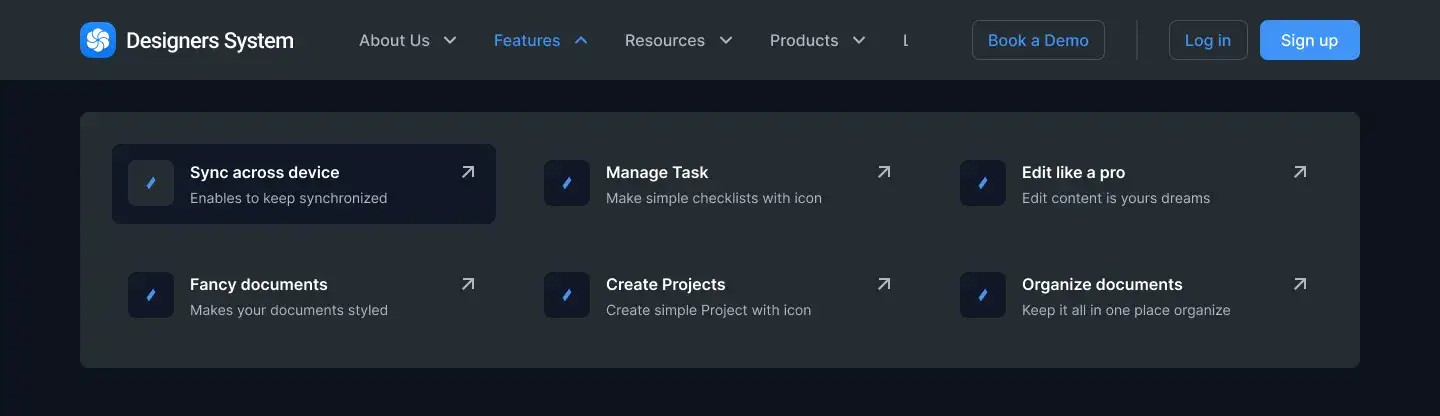 Designers System
About Us
Features
Resources
Products
Book a Demo
Log in
Sign up
Sync across device
Enables to keep synchronized
Manage Task
Make simple checklists with icon
Edit like a pro
Edit content is yours dreams
Fancy documents
Makes your documents styled
Create Projects
Create simple Project with icon
Organize documents
Keep it all in one place organize